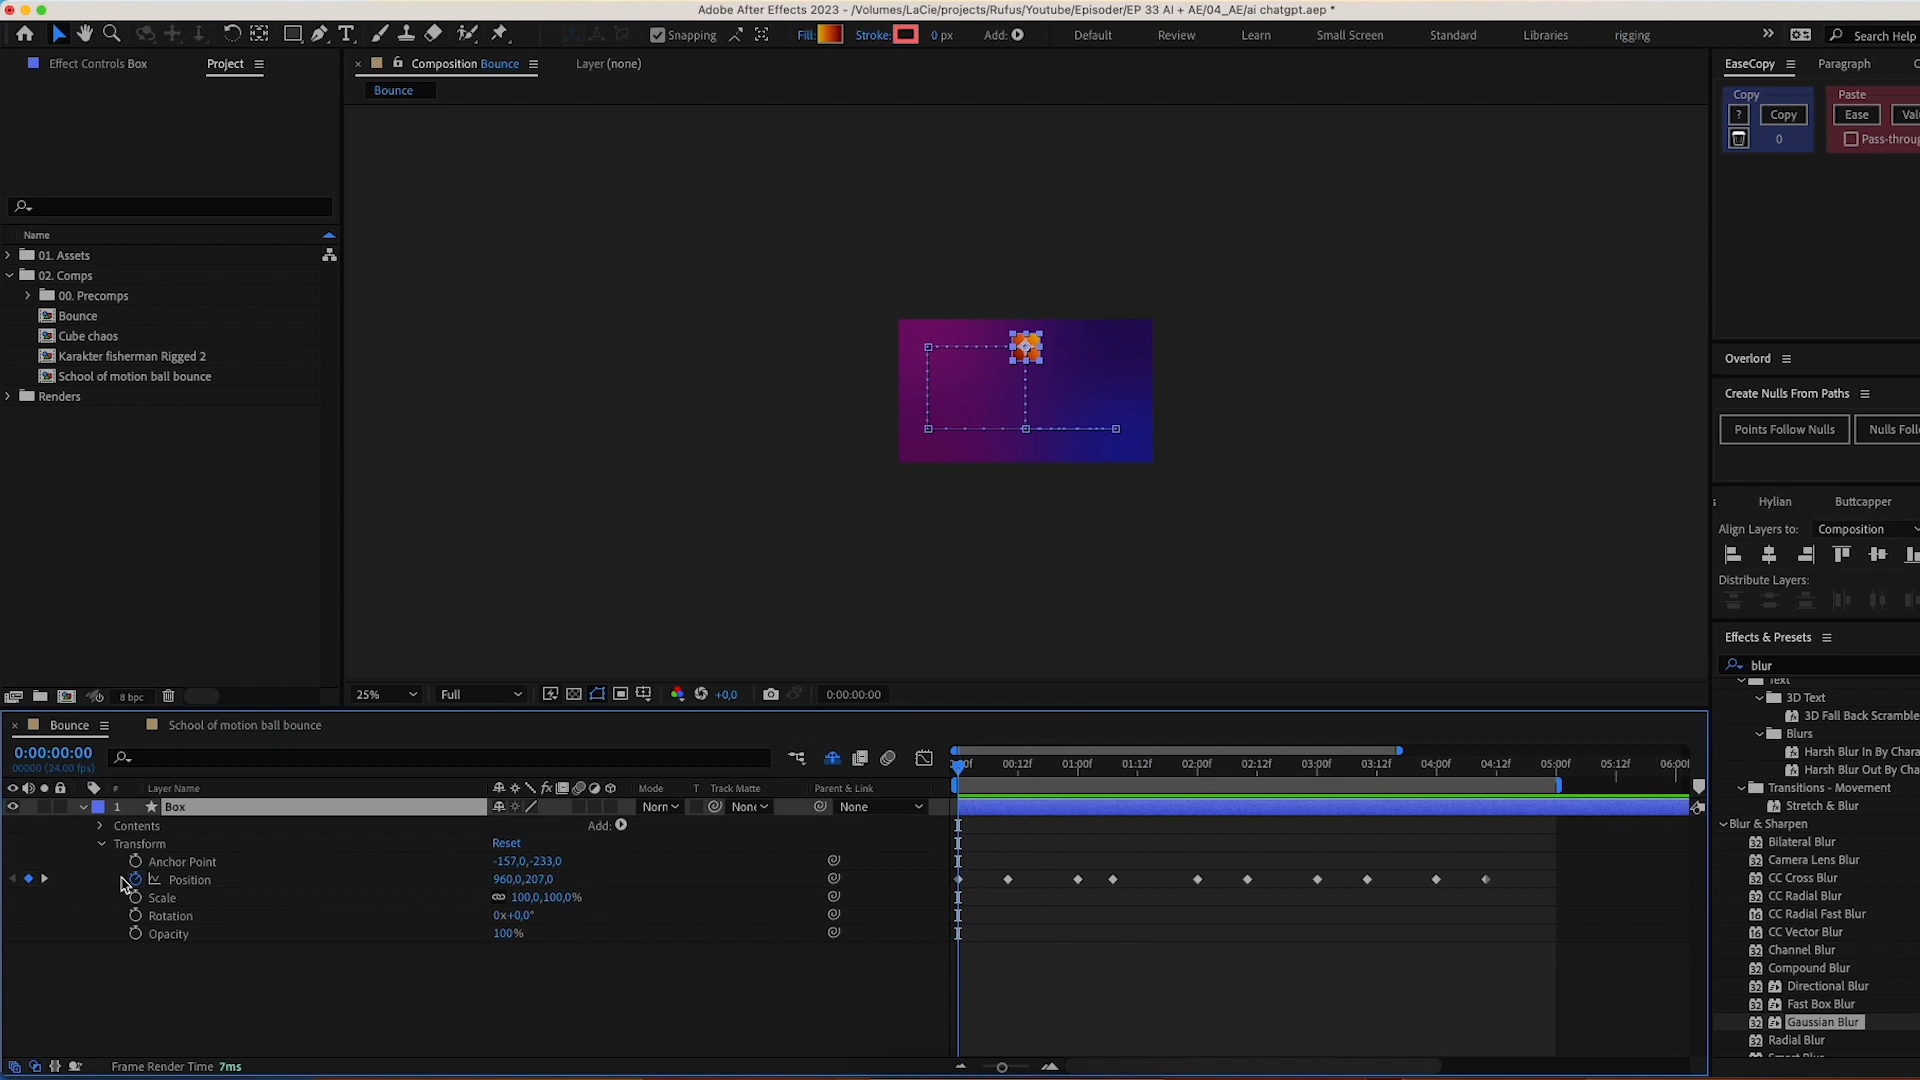 Adobe After Effects 2023 - /Volumes/LaCie/projects/Rufus/Youtube/Episoder/EP 33 AI + AE/04_AE/ai chatgpt.aep *
Snapping
Fill:
Stroke:
0 px
Add:
Default
Review
Learn
Small Screen
Standard
Libraries
rigging
Search Help
Effect Controls Box
Project
Composition Bounce
Layer (none)
Bounce
EaseCopy
Paragraph
Copy
Paste
?
Copy
Ease
0
Name
01. Assets
02. Comps
00. Precomps
Bounce
Cube chaos
Karakter fisherman Rigged 2
School of motion ball bounce
Renders
Overlord
Create Nulls From Paths
Points Follow Nulls
Hylian
Buttcapper
Align Layers to:
Composition
Distribute Layers:
Effects & Presets
blur
Text
3D Text
3D Fall Back Scramble
Blurs
Harsh Blur In By Chara
Harsh Blur Out By Cha
Transitions - Movement
Stretch & Blur
Blur & Sharpen
Bilateral Blur
Camera Lens Blur
CC Cross Blur
CC Radial Blur
CC Radial Fast Blur
CC Vector Blur
Channel Blur
Compound Blur
Directional Blur
Fast Box Blur
Gaussian Blur
Radial Blur
8 bpc
25%
Full
+0,0
0:00:00:00
Bounce
School of motion ball bounce
0:00:00:00
00000 (24.00 fps)
00:12f
01:00f
01:12f
02:00f
02:12f
03:00f
03:12f
04:00f
04:12f
05:00f
05:12f
06:00f
#
Layer Name
Mode
T
Track Matte
Parent & Link
1
Box
None
Contents
Add:
Transform
Reset
Anchor Point
-157,0,-233,0
Position
960,0,207,0
Scale
100,0,100,0%
Rotation
0x+0,0°
Opacity
100%
Frame Render Time 7ms